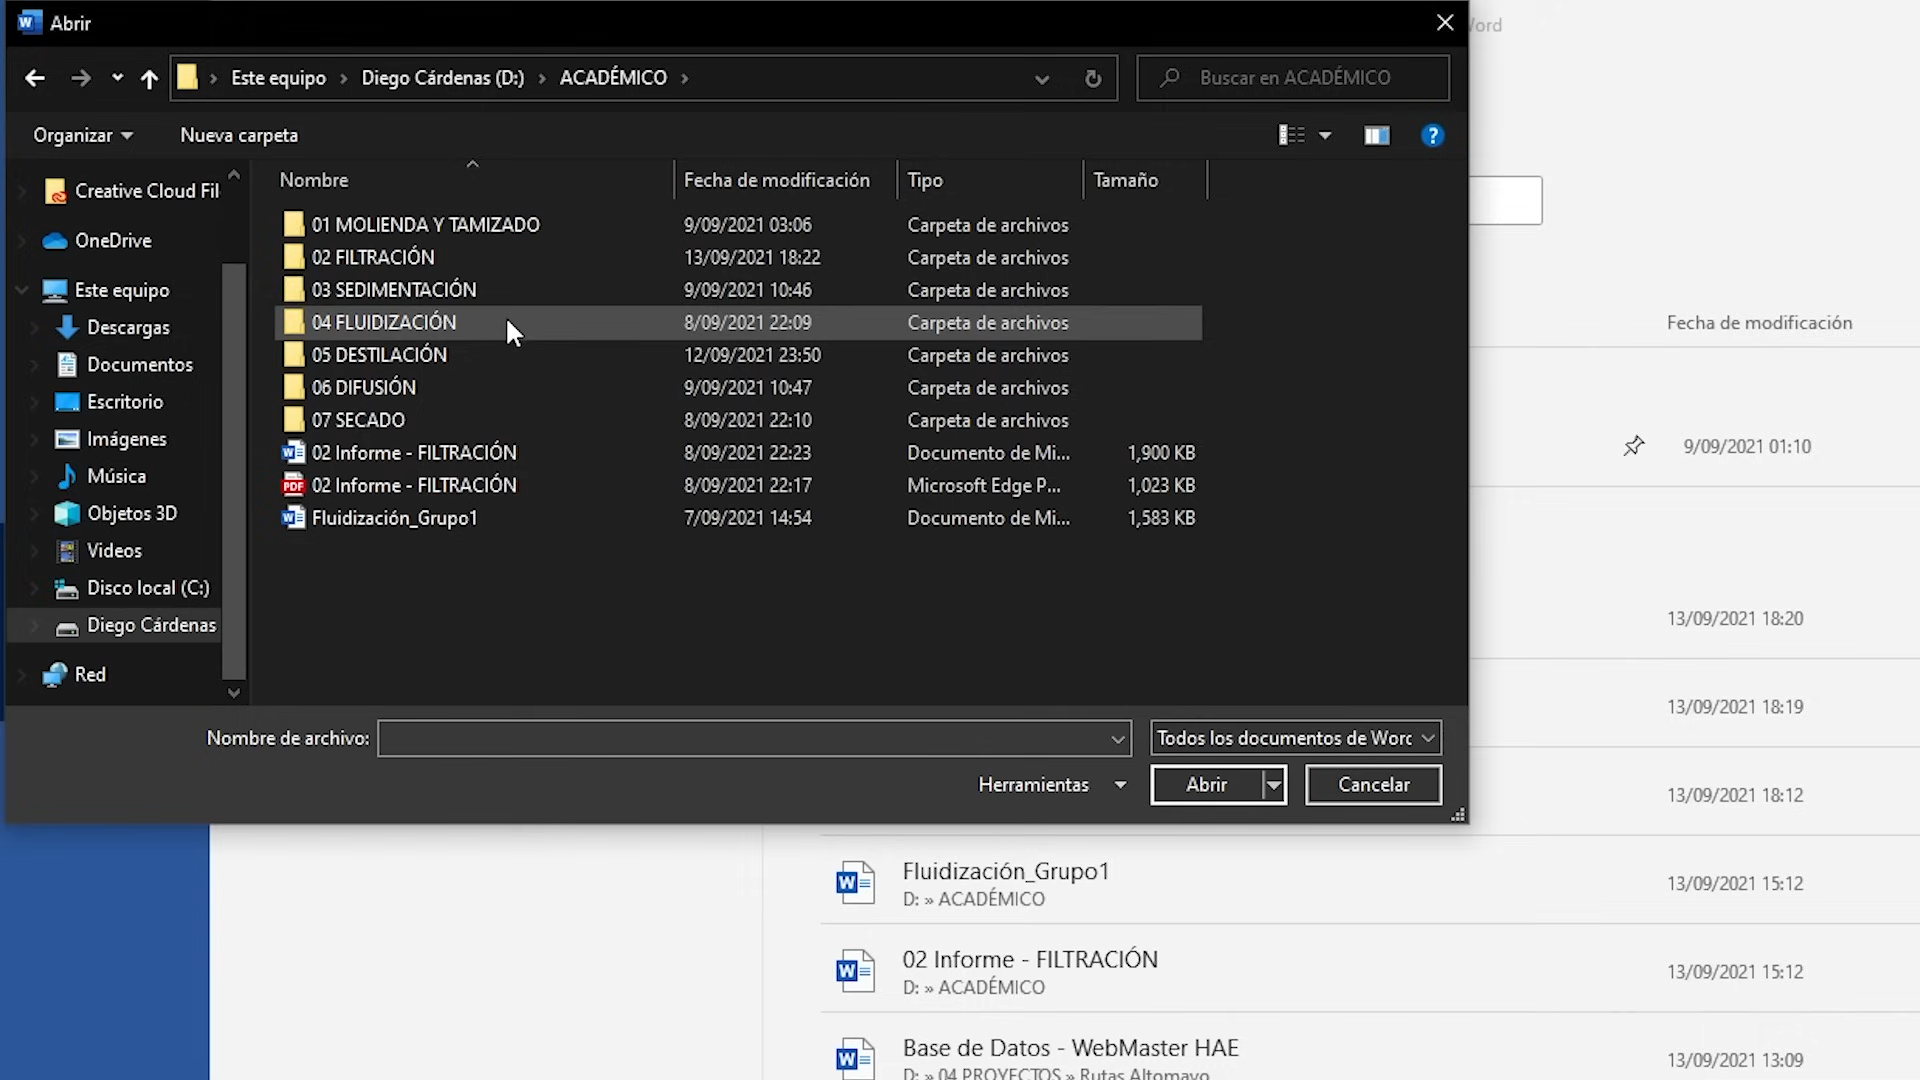 Abrir
Word
Este equipo
Diego Cárdenas (D:)
ACADÉMICO
Buscar en ACADÉMICO
Organizar
Nueva carpeta
Creative Cloud Fil
OneDrive
Este equipo
Descargas
Documentos
Escritorio
Imágenes
Música
Objetos 3D
Videos
Disco local (C:)
Diego Cárdenas
Red
Nombre Fecha de modificación Tipo Tamaño
01 MOLIENDA Y TAMIZADO 9/09/2021 03:06 Carpeta de archivos
02 FILTRACIÓN 13/09/2021 18:22 Carpeta de archivos
03 SEDIMENTACIÓN 9/09/2021 10:46 Carpeta de archivos
04 FLUIDIZACIÓN 8/09/2021 22:09 Carpeta de archivos
05 DESTILACIÓN 12/09/2021 23:50 Carpeta de archivos
06 DIFUSIÓN 9/09/2021 10:47 Carpeta de archivos
07 SECADO 8/09/2021 22:10 Carpeta de archivos
02 Informe - FILTRACIÓN 8/09/2021 22:23 Documento de Mi... 1,900 KB
PDF 02 Informe - FILTRACIÓN 8/09/2021 22:17 Microsoft Edge P... 1,023 KB
Fluidización_Grupo1 7/09/2021 14:54 Documento de Mi... 1,583 KB
Nombre de archivo:
Todos los documentos de Worc
Herramientas
Abrir
Cancelar
Fecha de modificación
9/09/2021 01:10
13/09/2021 18:20
13/09/2021 18:19
13/09/2021 18:12
Fluidización_Grupo1
D: » ACADÉMICO
13/09/2021 15:12
02 Informe - FILTRACIÓN
D: » ACADÉMICO
13/09/2021 15:12
Base de Datos - WebMaster HAE
D: » 04 PROYECTOS » Rutas Altomayo
13/09/2021 13:09